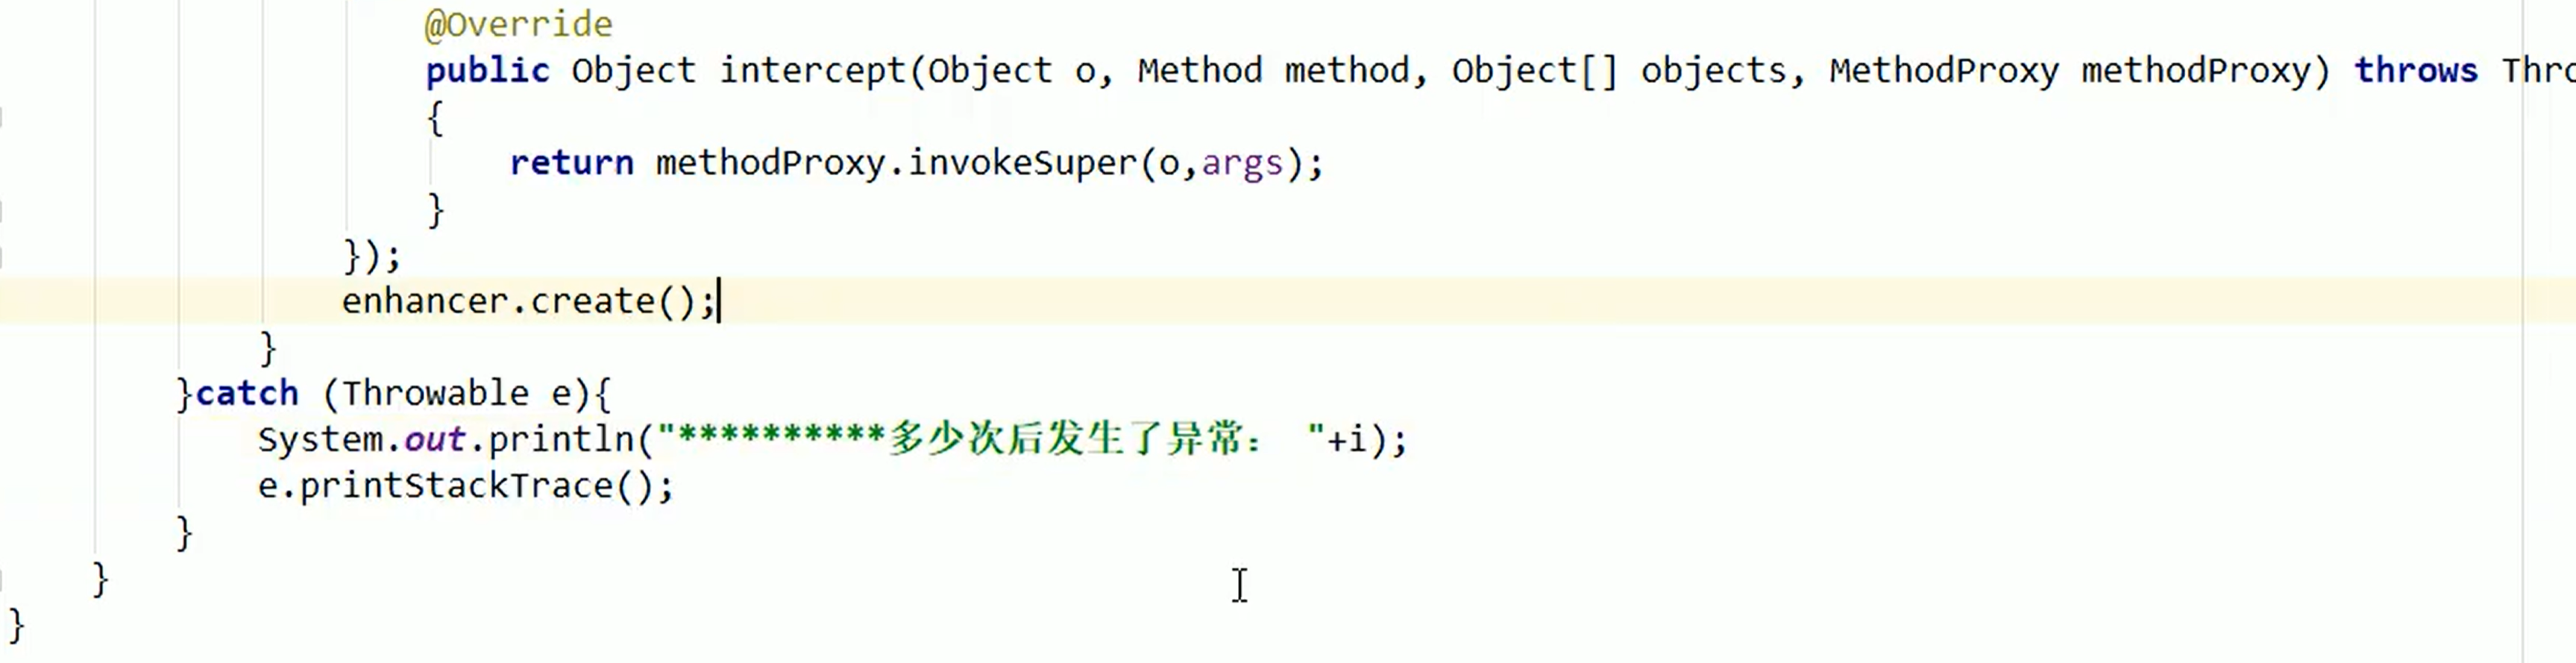 @Override
public Object intercept(Object o, Method method, Object[] objects, MethodProxy methodProxy) throws Thro
{
return methodProxy.invokeSuper(o,args);
}
});
enhancer.create();
}
}catch (Throwable e){
System.out.println("**********多少次后发生了异常： "+i);
e.printStackTrace();
}
}
}